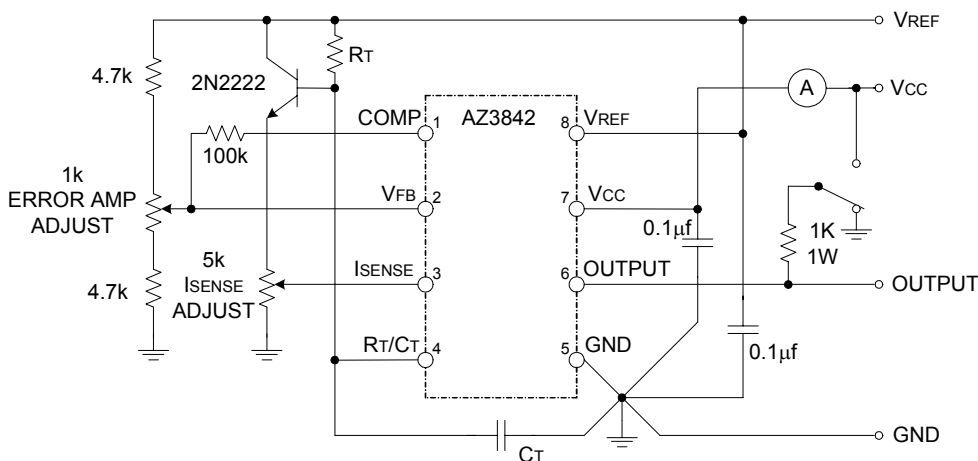 VREF
RT
4.7k
2N2222
A
VCC
COMP
AZ3842
VREF
1
8
100k
1k
ERROR AMP
ADJUST
VFB
VCC
2
7
0.1µf
1K
1W
5k
ISENSE
ADJUST
ISENSE
OUTPUT
3
6
OUTPUT
4.7k
RT/CT
GND
4
5
0.1µf
CT
GND